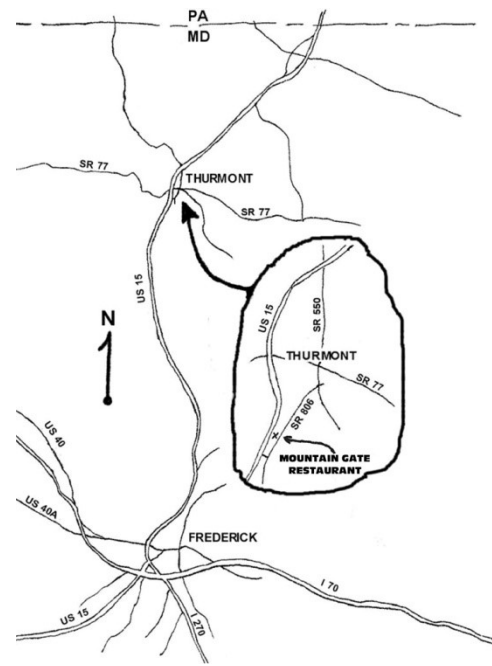 PA
MD
SR 77
THURMONT
SR 77
US 15
N
US 15
SR 550
THURMONT
SR 77
SR 806
X
MOUNTAIN GATE
RESTAURANT
US 40
US 40A
FREDERICK
I 70
US 15
I 270